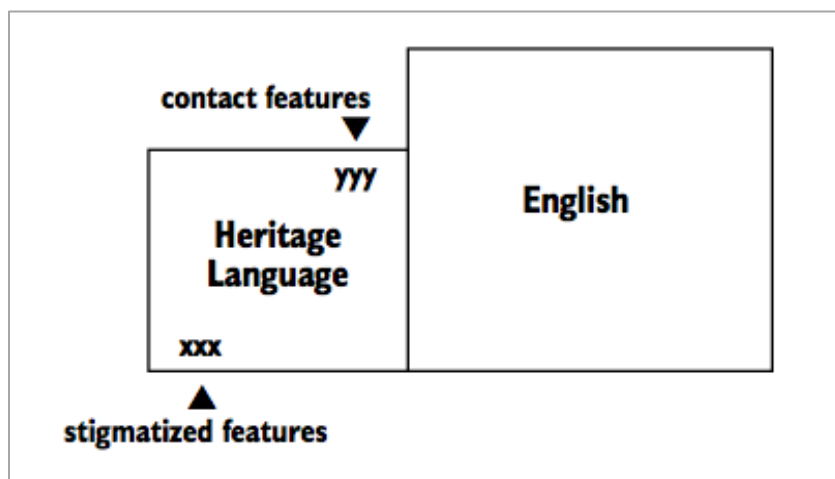 contact features
yyy
English
Heritage
Language
xxx
stigmatized features